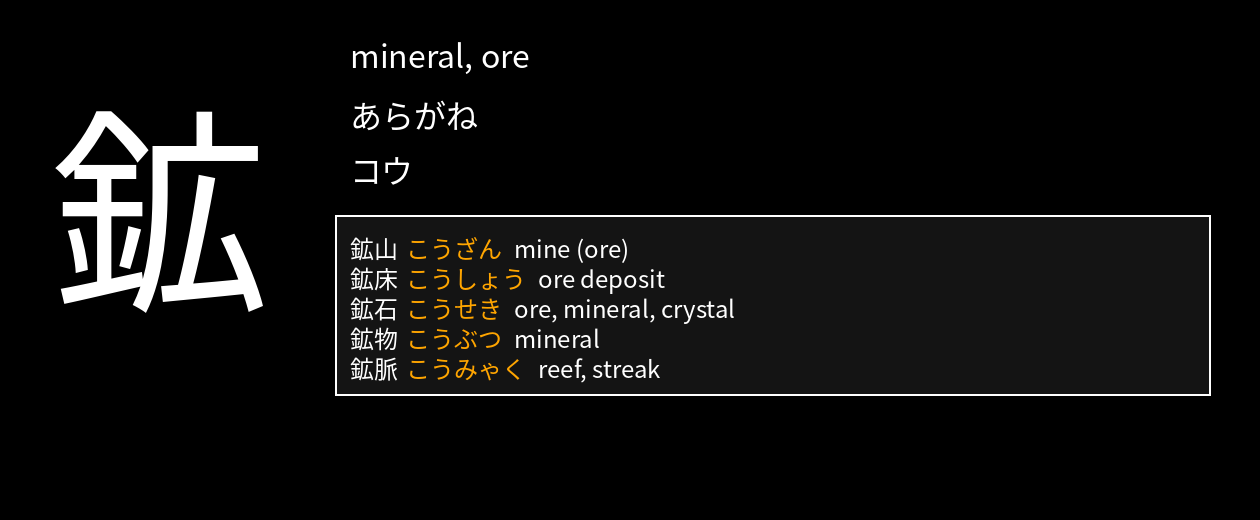 鉱
mineral, ore
あらがね
コウ
鉱山 こうざん mine (ore)
鉱床 こうしょう ore deposit
鉱石 こうせき ore, mineral, crystal
鉱物 こうぶつ mineral
鉱脈 こうみゃく reef, streak